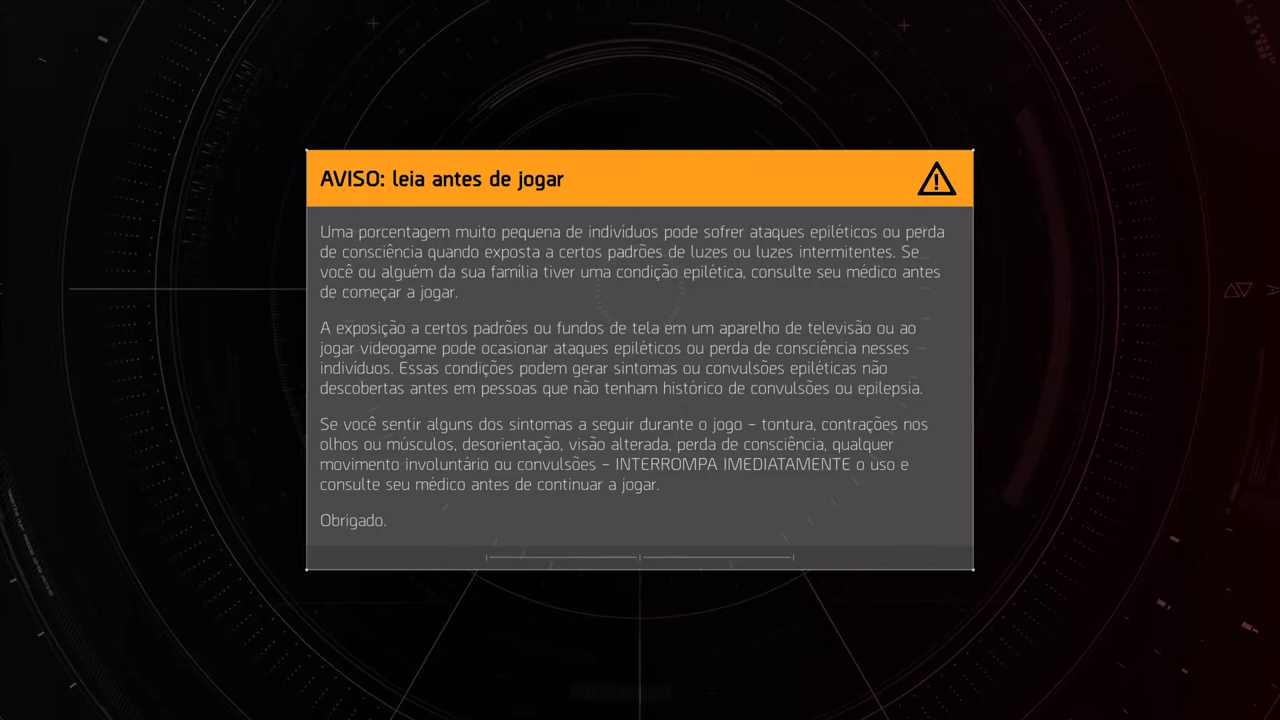 AVISO: leia antes de jogar
Uma porcentagem muito pequena de indivíduos pode sofrer ataques epiléticos ou perda
de consciência quando exposta a certos padrões de luzes ou luzes intermitentes. Se
você ou alguém da sua família tiver uma condição epilética, consulte seu médico antes
de começar a jogar.
A exposição a certos padrões ou fundos de tela em um aparelho de televisão ou ao
jogar videogame pode ocasionar ataques epiléticos ou perda de consciência nesses
indivíduos. Essas condições podem gerar sintomas ou convulsões epiléticas não
descobertas antes em pessoas que não tenham histórico de convulsões ou epilepsia.
Se você sentir alguns dos sintomas a seguir durante o jogo – tontura, contrações nos
olhos ou músculos, desorientação, visão alterada, perda de consciência, qualquer
movimento involuntário ou convulsões – INTERROMPA IMEDIATAMENTE o uso e
consulte seu médico antes de continuar a jogar.
Obrigado.